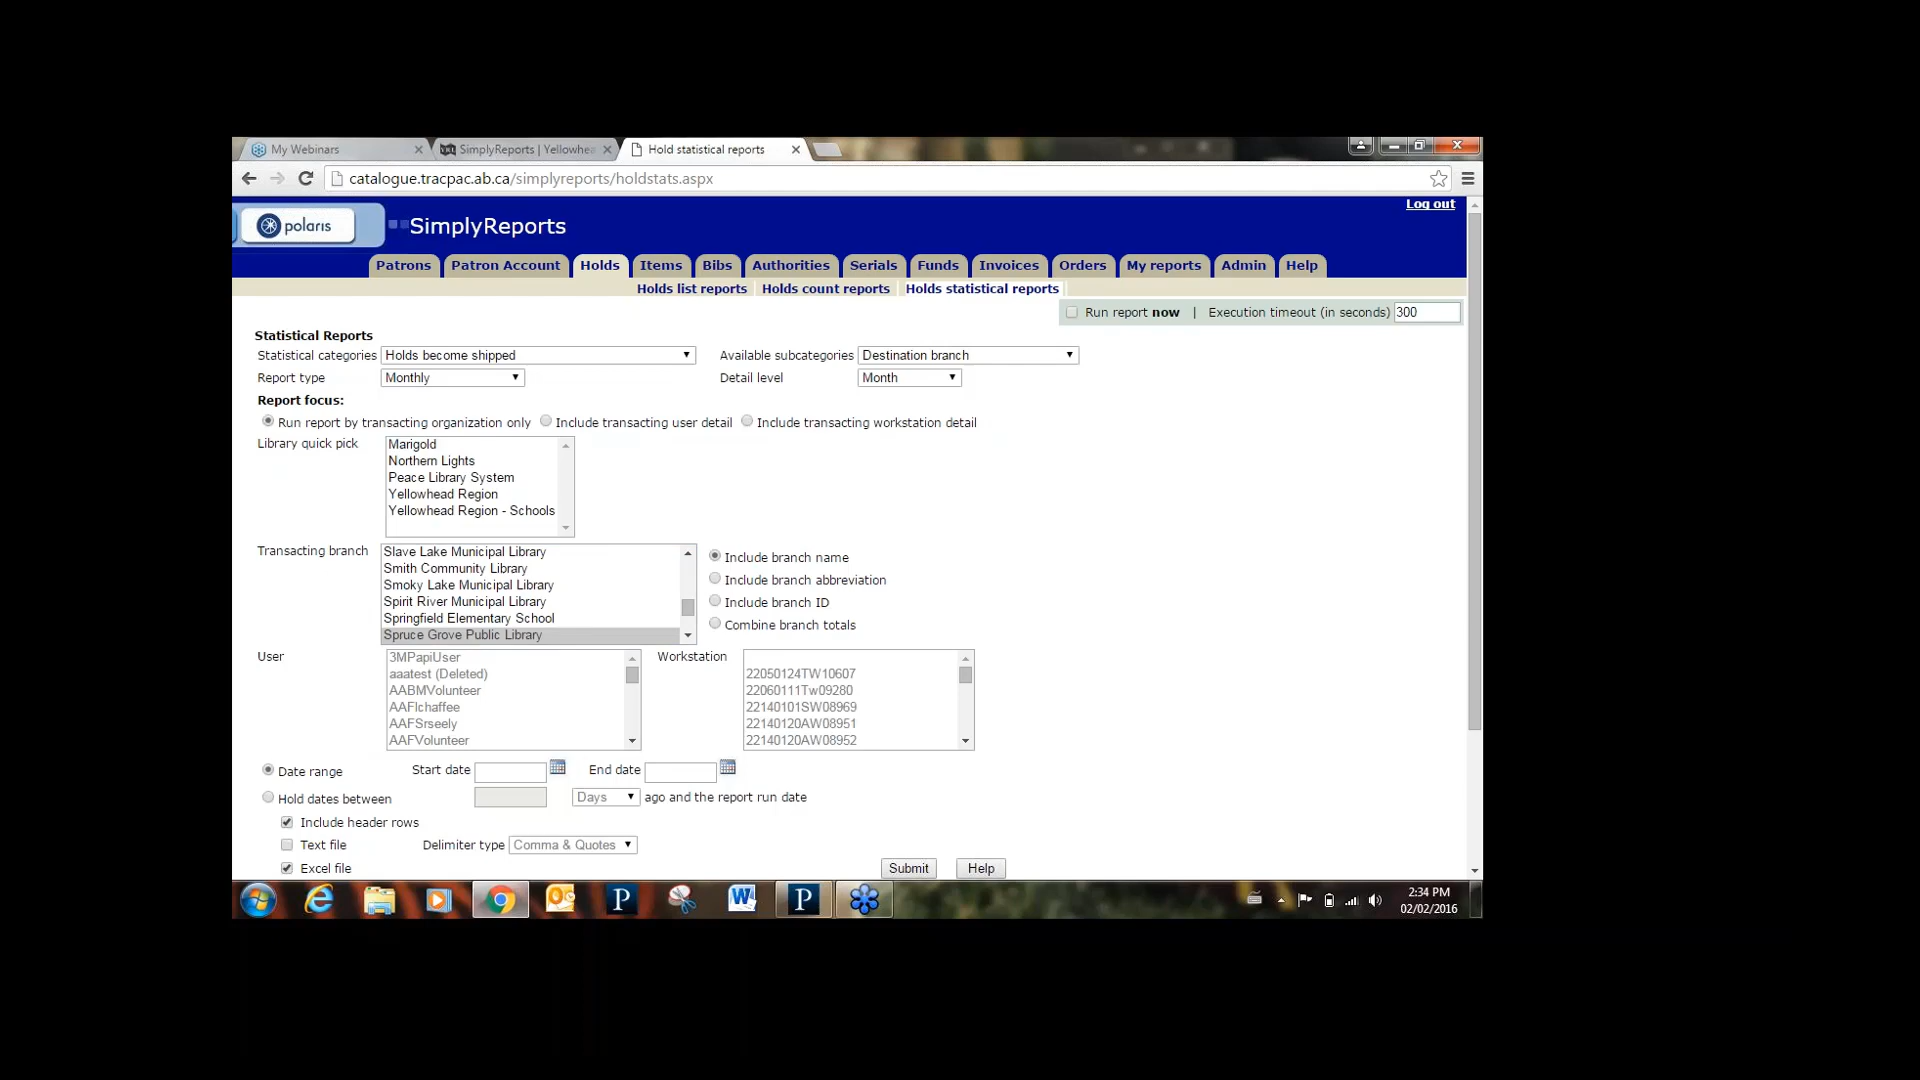 My Webinars
SimplyReports | Yellowhea
Hold statistical reports
catalogue.tracpac.ab.ca/simplyreports/holdstats.aspx
Log out
polaris
SimplyReports
Patrons
Patron Account
Holds
Items
Bibs
Authorities
Serials
Funds
Invoices
Orders
My reports
Admin
Help
Holds list reports
Holds count reports
Holds statistical reports
Run report now | Execution timeout (in seconds) 300
Statistical Reports
Statistical categories Holds become shipped
Available subcategories Destination branch
Report type Monthly
Detail level Month
Report focus:
Run report by transacting organization only
Include transacting user detail
Include transacting workstation detail
Library quick pick
Marigold
Northern Lights
Peace Library System
Yellowhead Region
Yellowhead Region - Schools
Transacting branch
Slave Lake Municipal Library
Smith Community Library
Smoky Lake Municipal Library
Spirit River Municipal Library
Springfield Elementary School
Spruce Grove Public Library
Include branch name
Include branch abbreviation
Include branch ID
Combine branch totals
User
3MPapiUser
aaatest (Deleted)
AABMVolunteer
AAFIchaffee
AAFSrseely
AAFVolunteer
Workstation
22050124TW10607
22060111Tw09280
22140101SW08969
22140120AW08951
22140120AW08952
Date range
Start date
End date
Hold dates between
Days
ago and the report run date
Include header rows
Text file
Delimiter type Comma & Quotes
Excel file
Submit
Help
P
W
P
2:34 PM
02/02/2016